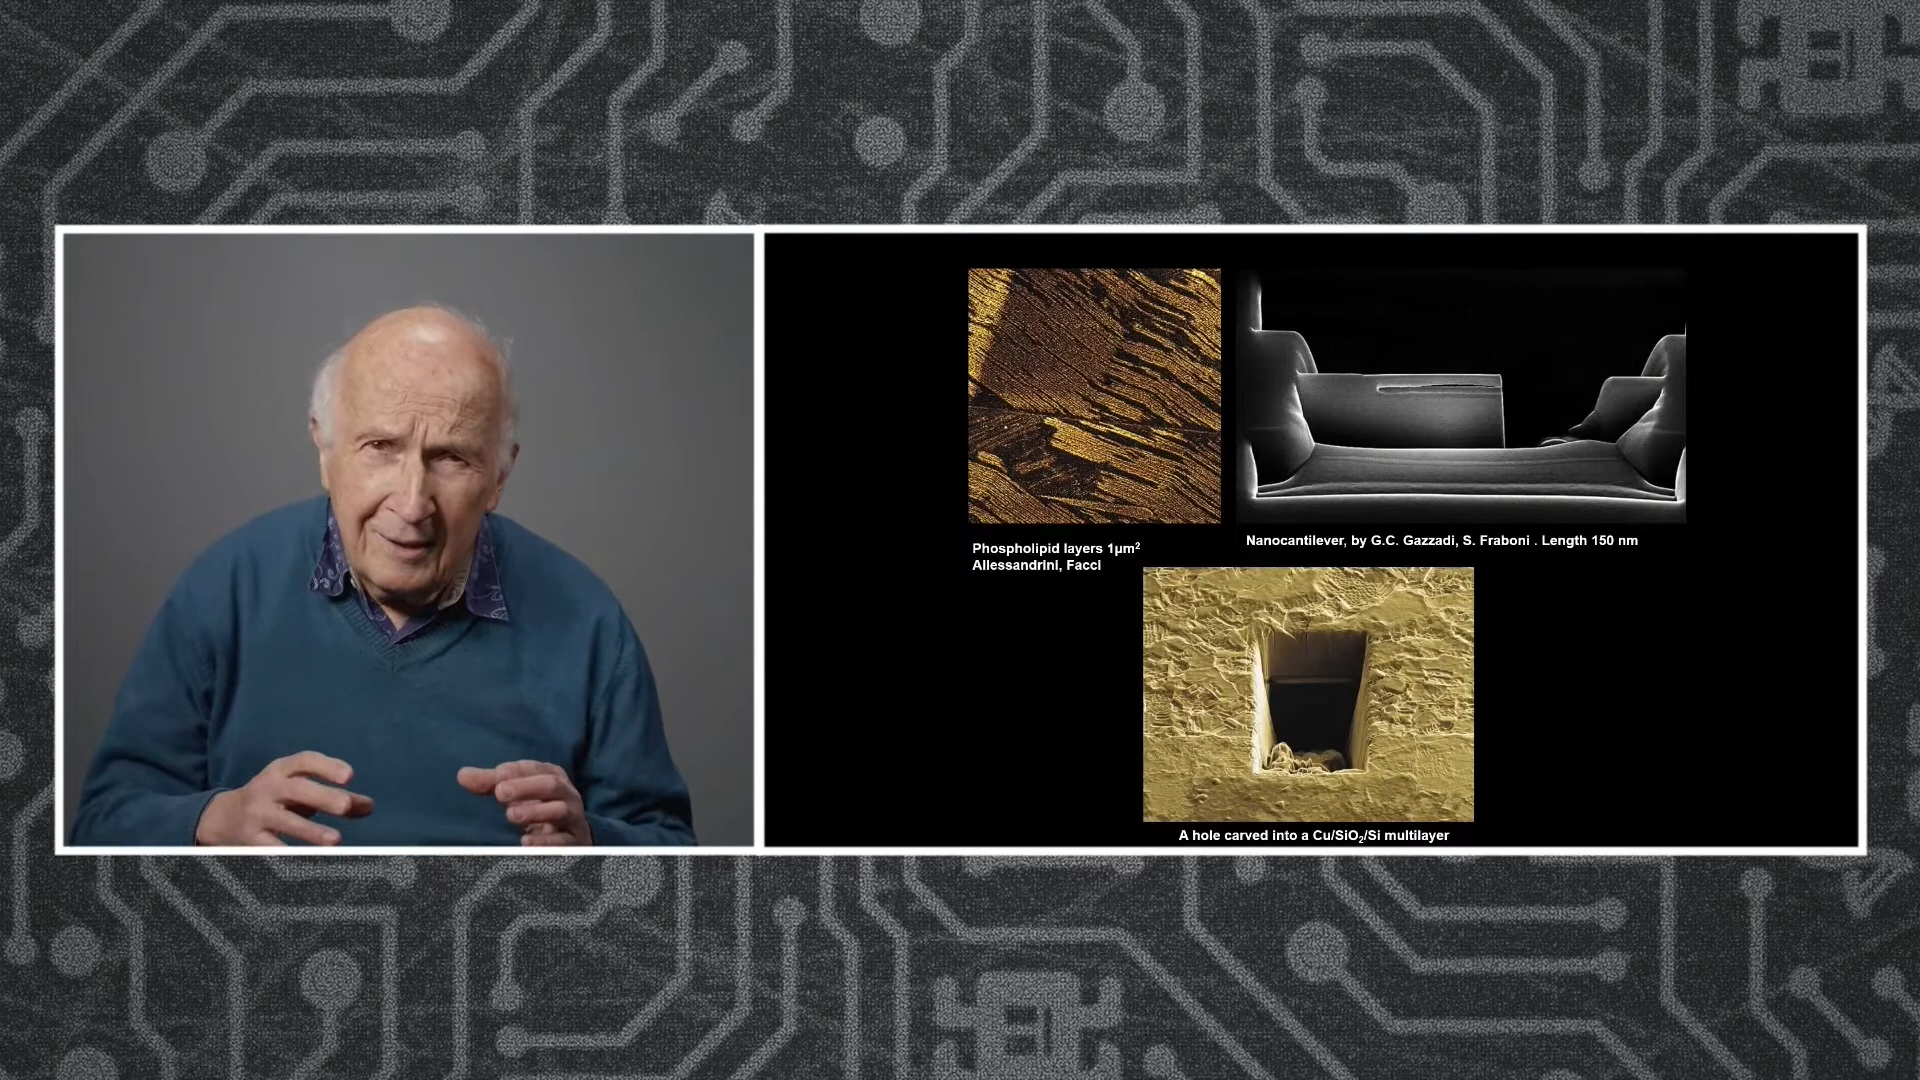 Phospholipid layers 1µm²
Allessandrini, Facci
Nanocantilever, by G.C. Gazzadi, S. Fraboni . Length 150 nm
A hole carved into a Cu/SiO₂/Si multilayer